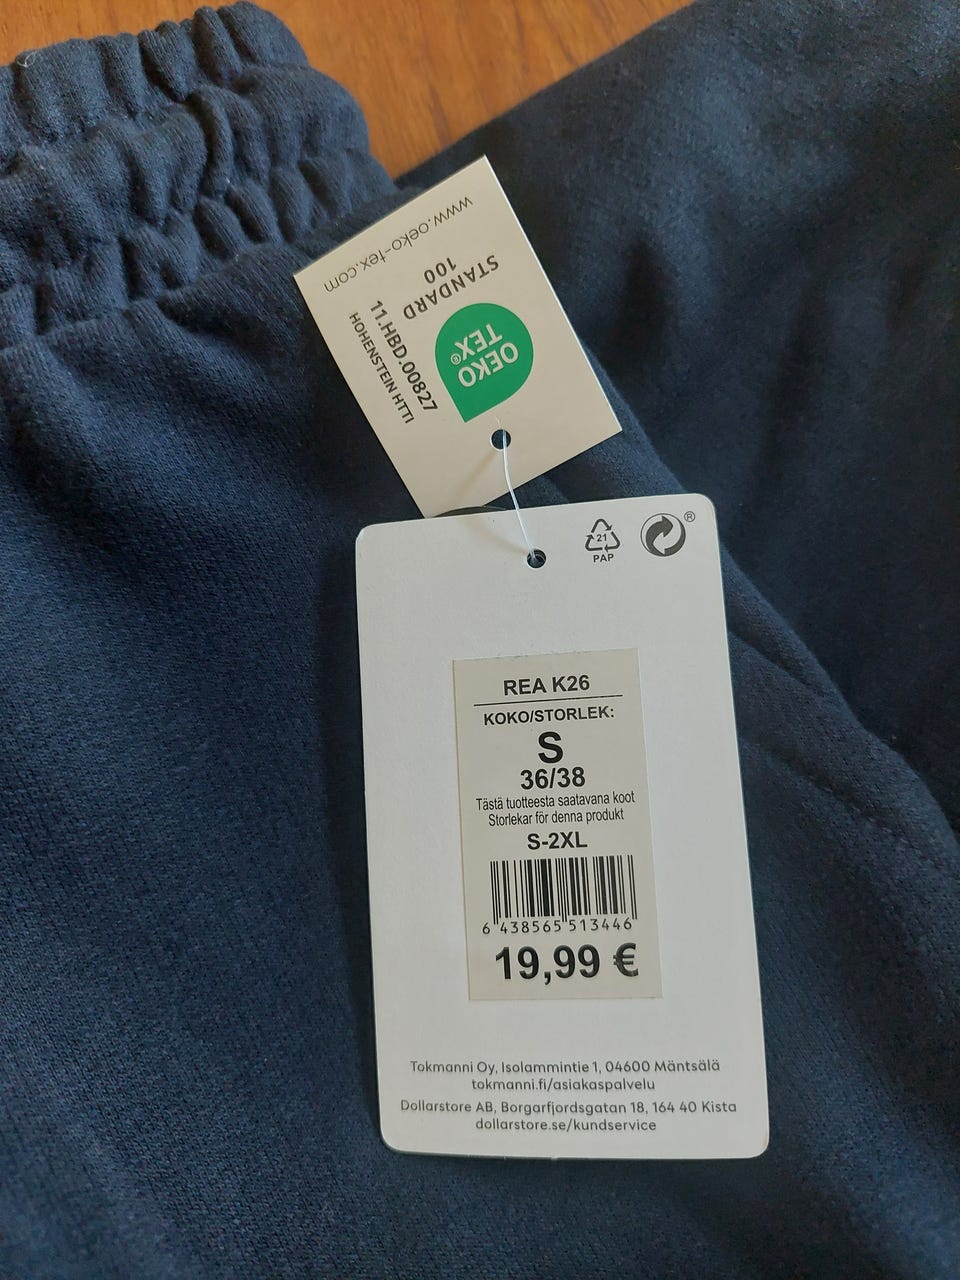 www.oeko-tex.com
STANDARD
100
OEKO
TEX®
11.HBD.00827
HOHENSTEIN HTTI
21
PAP
®
REA K26
KOKO/STORLEK:
S
36/38
Tästä tuotteesta saatavana koot
Storlekar för denna produkt
S-2XL
6 438565 513446
19,99 €
Tokmanni Oy, Isolammintie 1, 04600 Mäntsälä
tokmanni.fi/asiakaspalvelu
Dollarstore AB, Borgarfjordsgatan 18, 164 40 Kista
dollarstore.se/kundservice